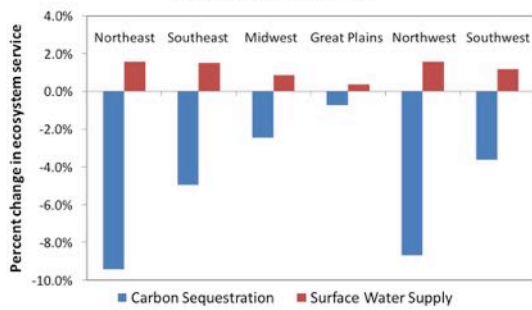 Percent change in ecosystem service
4.0%
2.0%
0.0%
-2.0%
-4.0%
-6.0%
-8.0%
-10.0%
Northeast Southeast Midwest Great Plains Northwest Southwest
Carbon Sequestration Surface Water Supply